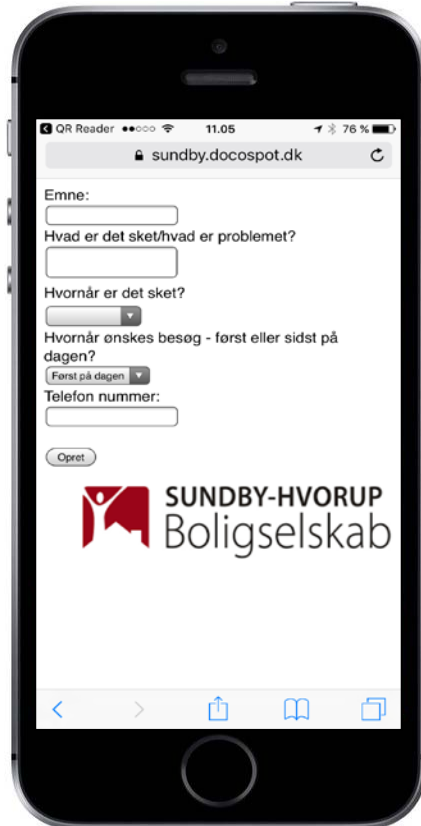 QR Reader 11.05 76 %
sundby.docospot.dk
Emne:
Hvad er det sket/hvad er problemet?
Hvornår er det sket?
Hvornår ønskes besøg - først eller sidst på
dagen?
Først på dagen
Telefon nummer:
Opret
SUNDBY-HVORUP
Boligselskab